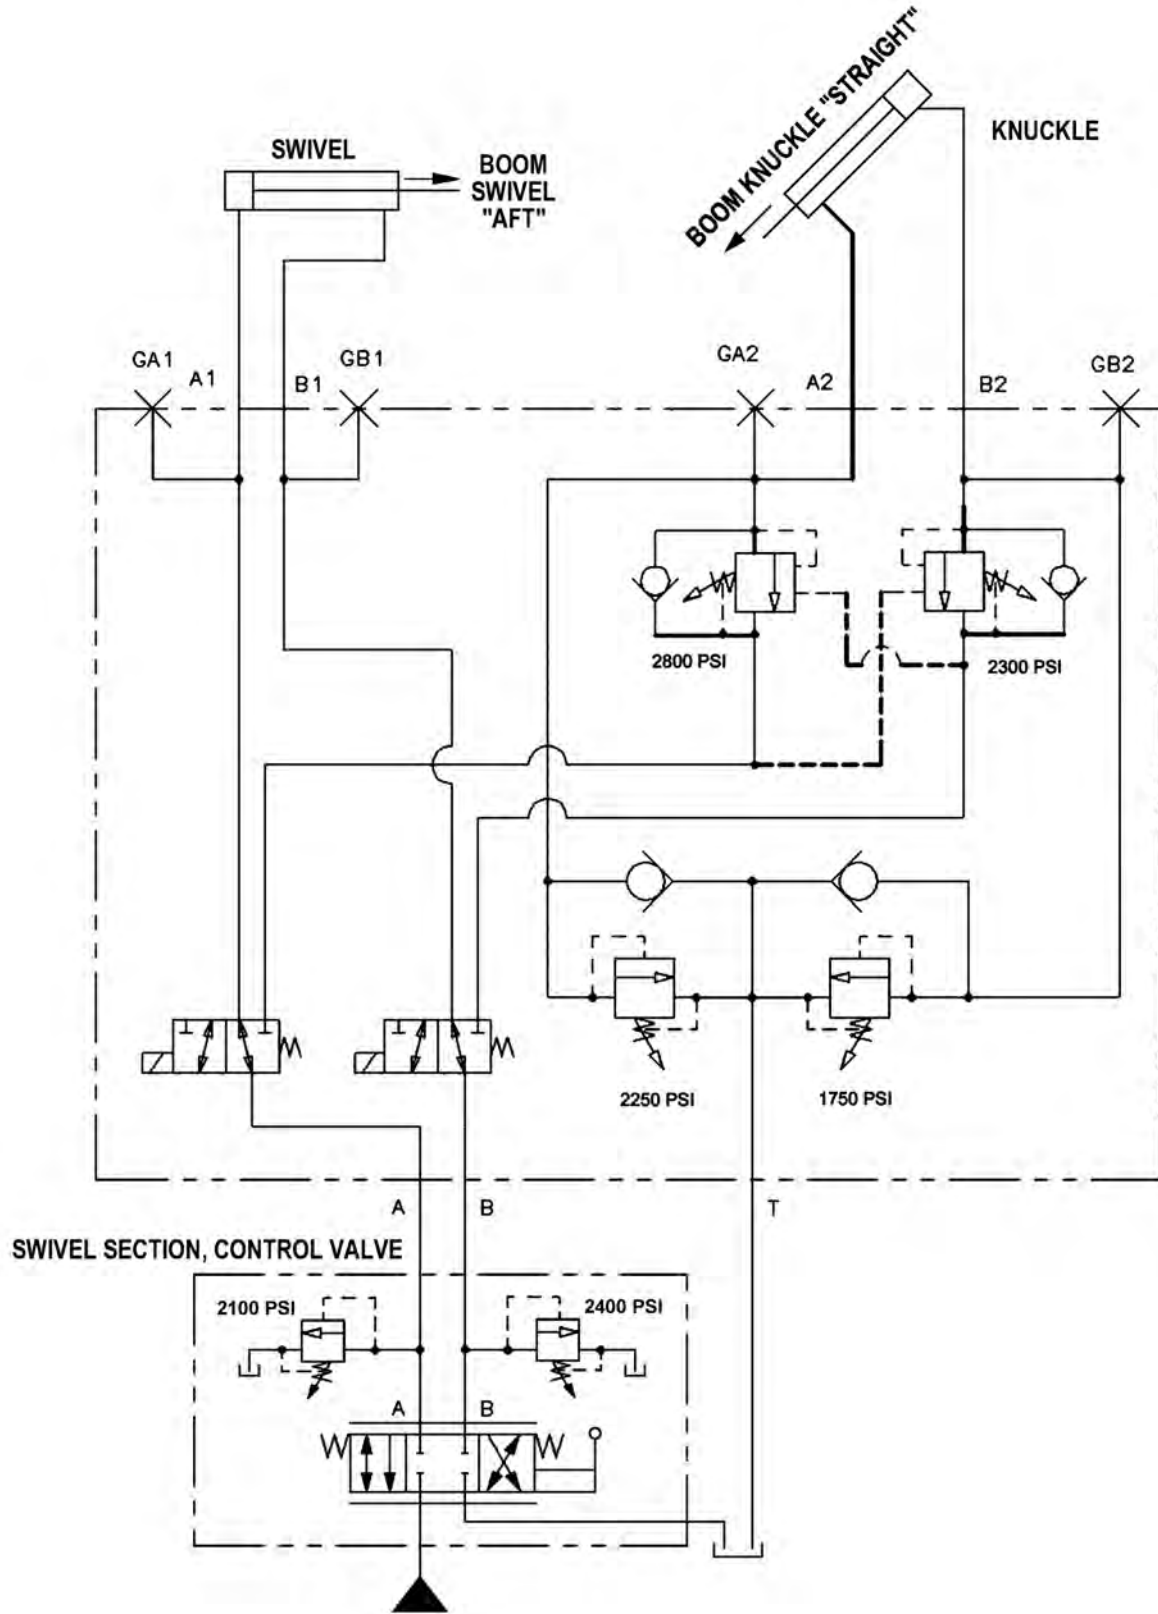 BOOM KNUCKLE "STRAIGHT"
KNUCKLE
SWIVEL
BOOM
SWIVEL
"AFT"
GA1
A1
B1
GB1
GA2
A2
B2
GB2
2800 PSI
2300 PSI
2250 PSI
1750 PSI
A
B
T
SWIVEL SECTION, CONTROL VALVE
2100 PSI
2400 PSI
A
B